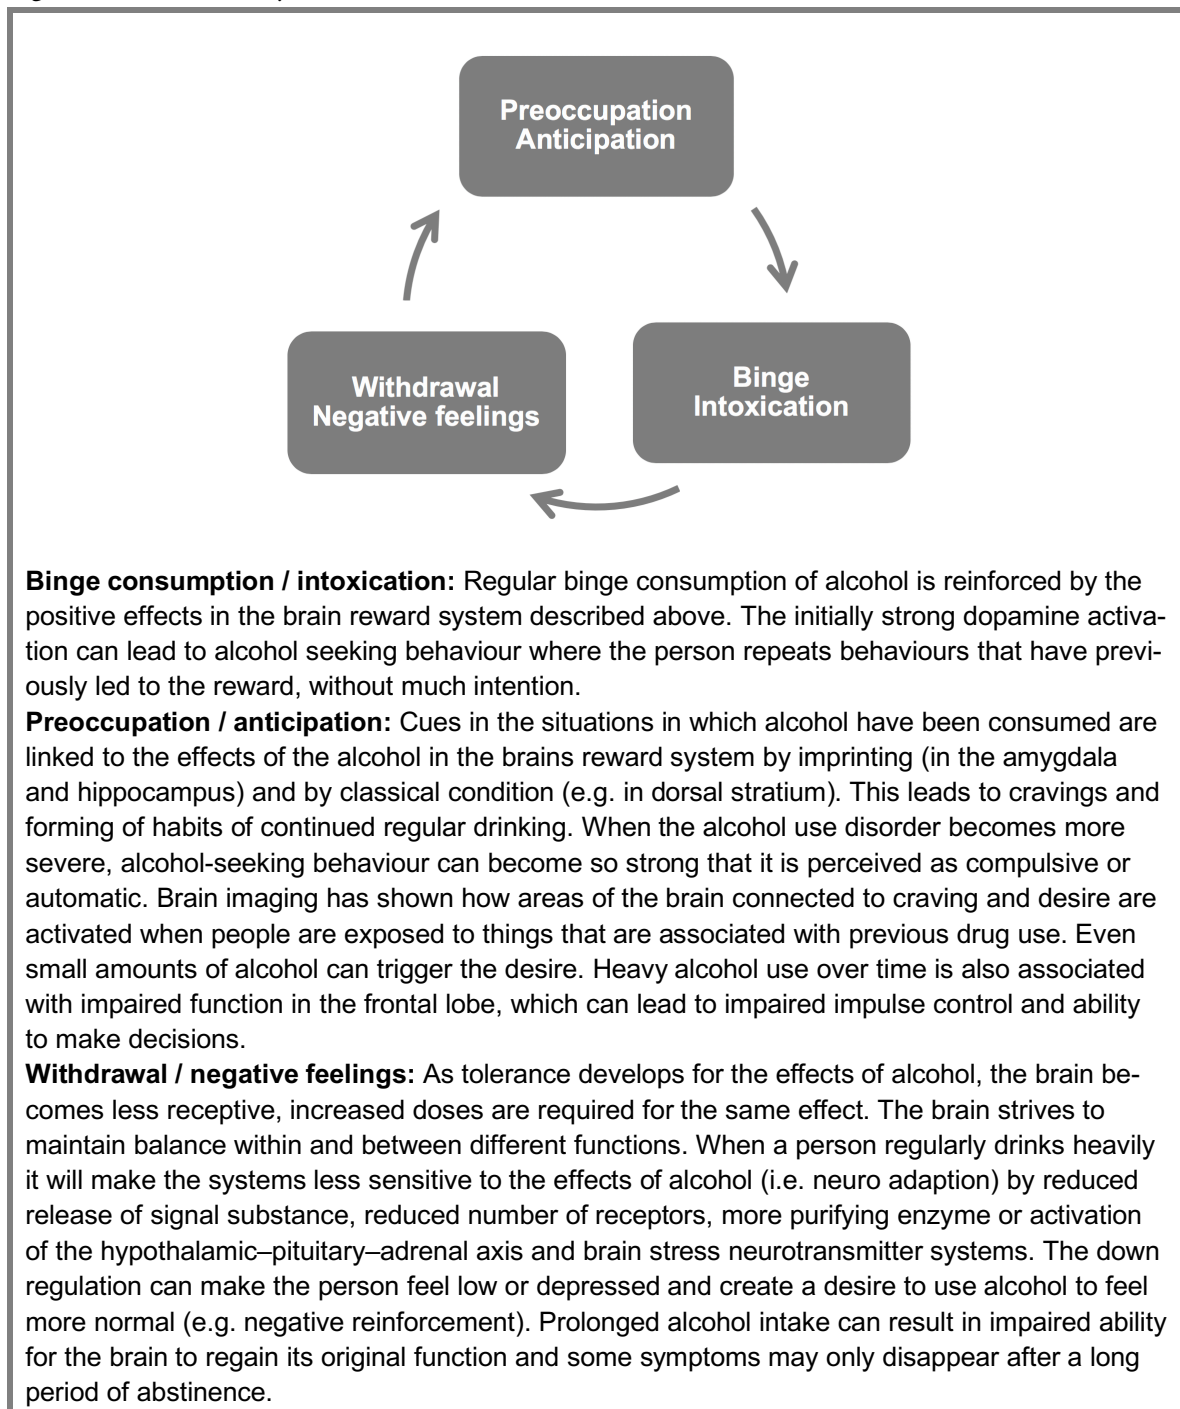 Preoccupation
Anticipation
Withdrawal
Negative feelings
Binge
Intoxication
Binge consumption / intoxication: Regular binge consumption of alcohol is reinforced by the
positive effects in the brain reward system described above. The initially strong dopamine activa-
tion can lead to alcohol seeking behaviour where the person repeats behaviours that have previ-
ously led to the reward, without much intention.
Preoccupation / anticipation: Cues in the situations in which alcohol have been consumed are
linked to the effects of the alcohol in the brains reward system by imprinting (in the amygdala
and hippocampus) and by classical condition (e.g. in dorsal stratium). This leads to cravings and
forming of habits of continued regular drinking. When the alcohol use disorder becomes more
severe, alcohol-seeking behaviour can become so strong that it is perceived as compulsive or
automatic. Brain imaging has shown how areas of the brain connected to craving and desire are
activated when people are exposed to things that are associated with previous drug use. Even
small amounts of alcohol can trigger the desire. Heavy alcohol use over time is also associated
with impaired function in the frontal lobe, which can lead to impaired impulse control and ability
to make decisions.
Withdrawal / negative feelings: As tolerance develops for the effects of alcohol, the brain be-
comes less receptive, increased doses are required for the same effect. The brain strives to
maintain balance within and between different functions. When a person regularly drinks heavily
it will make the systems less sensitive to the effects of alcohol (i.e. neuro adaption) by reduced
release of signal substance, reduced number of receptors, more purifying enzyme or activation
of the hypothalamic–pituitary–adrenal axis and brain stress neurotransmitter systems. The down
regulation can make the person feel low or depressed and create a desire to use alcohol to feel
more normal (e.g. negative reinforcement). Prolonged alcohol intake can result in impaired ability
for the brain to regain its original function and some symptoms may only disappear after a long
period of abstinence.